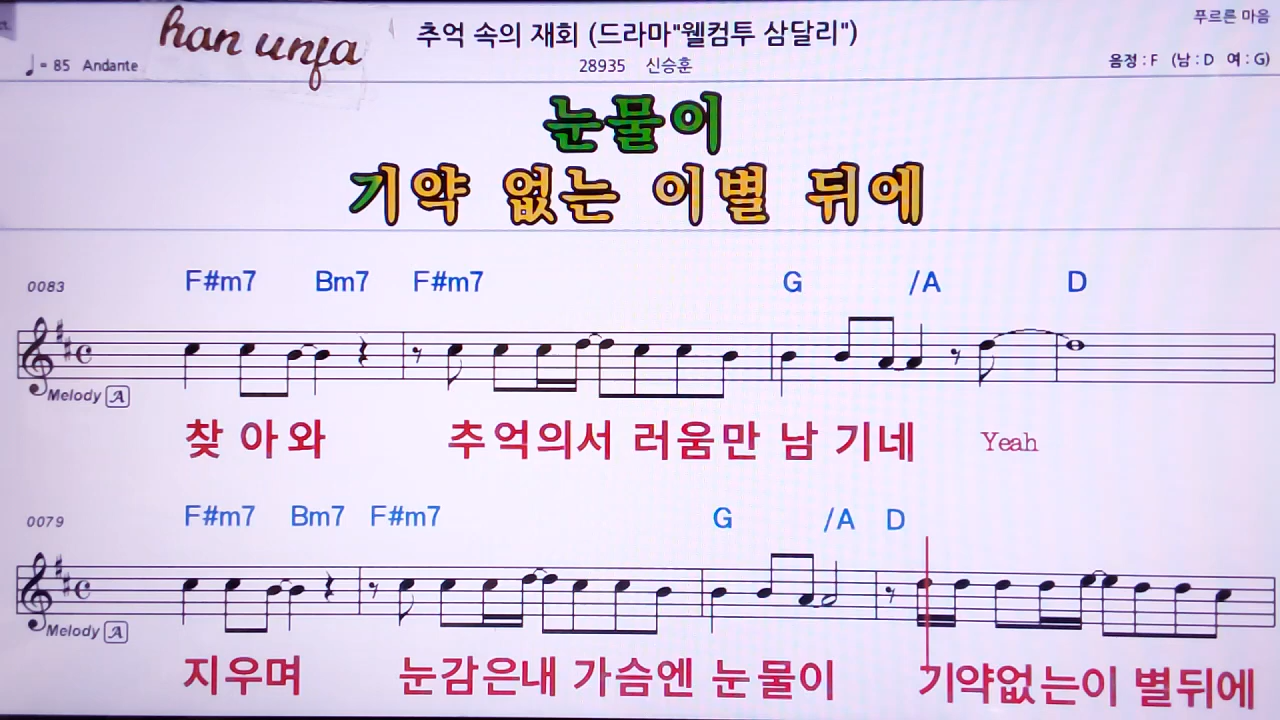 푸르른 마음
han unfa
추억 속의 재회 (드라마"웰컴투 삼달리")
♩= 85 Andante
28935 신승훈
음정 : F (남 : D 여 : G)
눈물이
기약 없는 이별 뒤에
0083 F#m7 Bm7 F#m7 G /A D
Melody A
찾 아 와 추억의서 러움만 남 기네 Yeah
0079 F#m7 Bm7 F#m7 G /A D
Melody A
지우며 눈감은내 가슴엔 눈물이 기약없는이 별뒤에